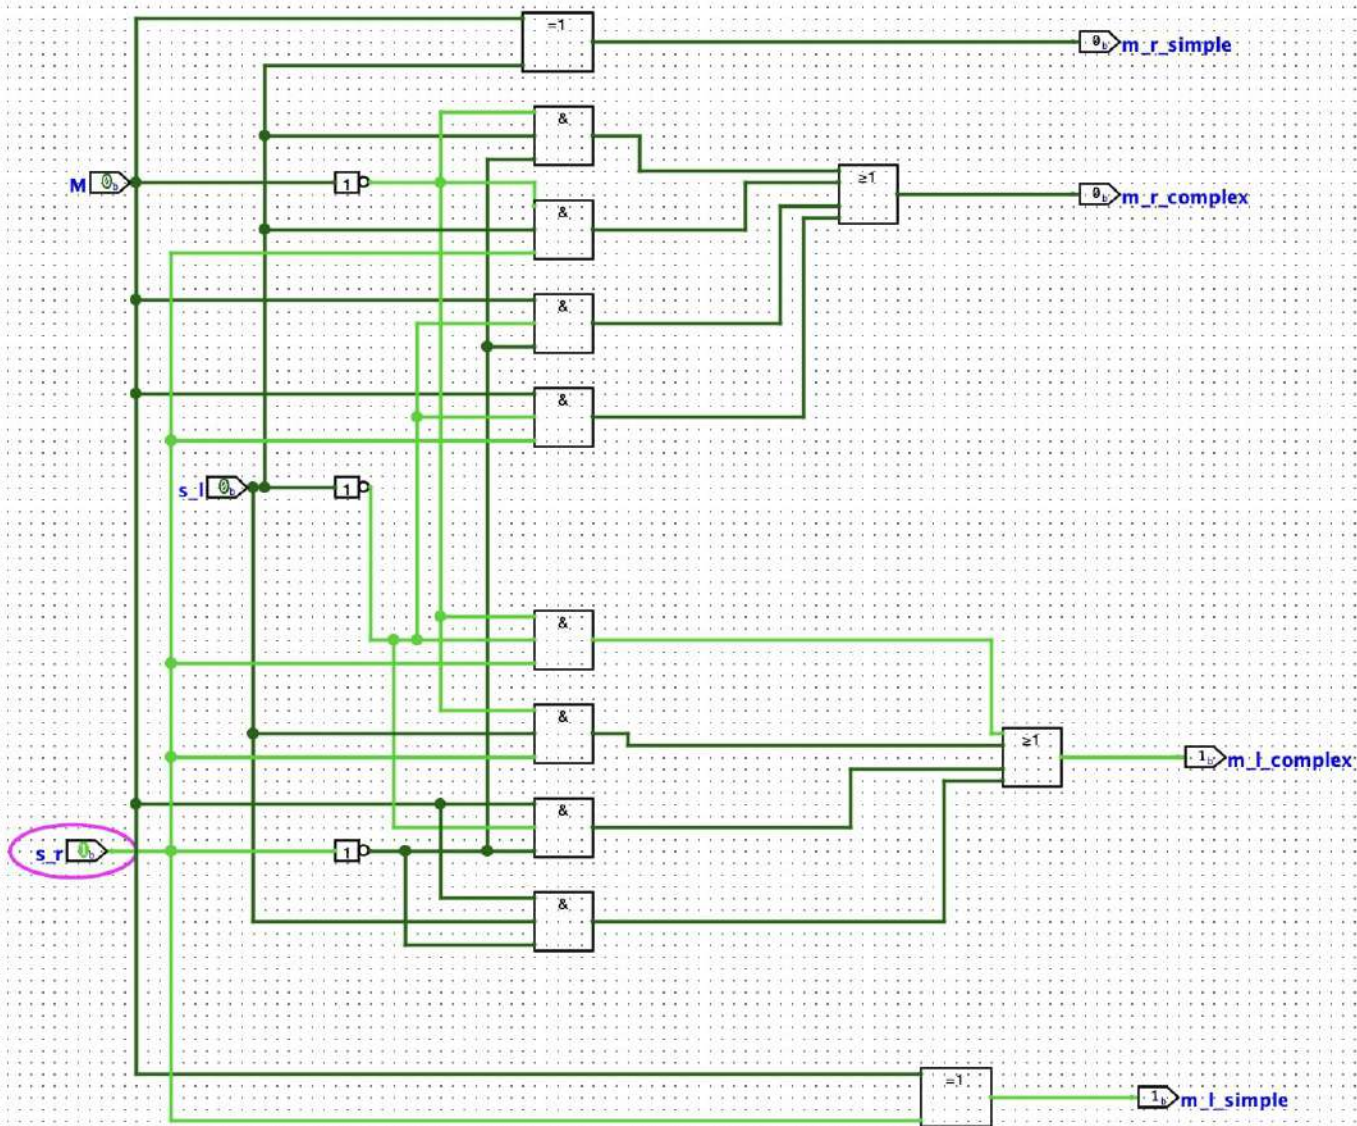 =1
0b m_r_simple
&
M 0b
1
&
≥1
0b m_r_complex
&
&
s_l 0b
1
&
&
≥1
1b m_l_complex
&
s_r 0b
1
&
=1
1b m_l_simple